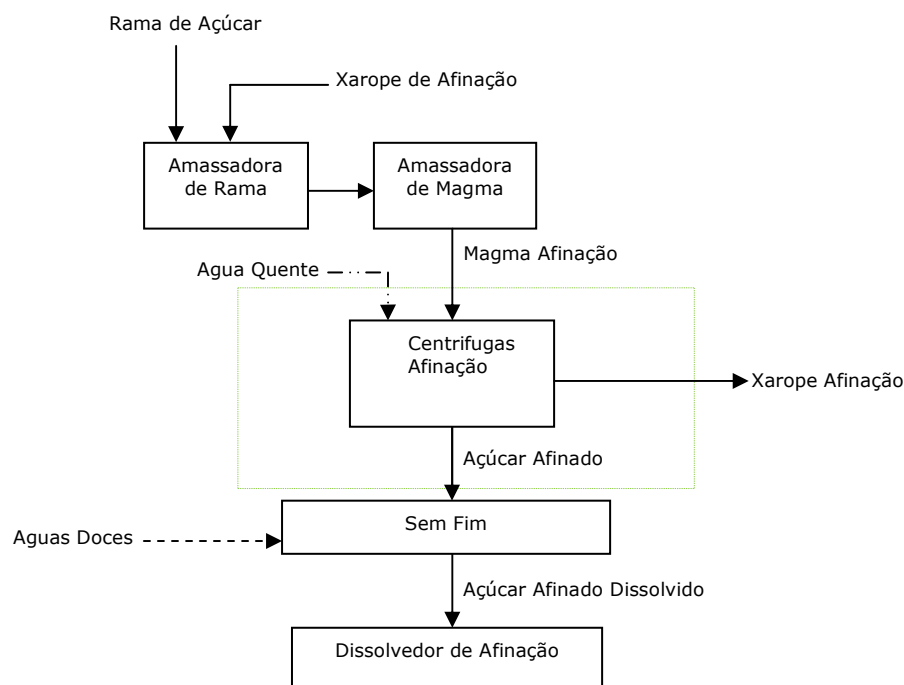 Rama de Açúcar
Xarope de Afinação
Amassadora
de Rama
Amassadora
de Magma
Magma Afinação
Agua Quente
Centrifugas
Afinação
Xarope Afinação
Açúcar Afinado
Sem Fim
Aguas Doces
Açúcar Afinado Dissolvido
Dissolvedor de Afinação